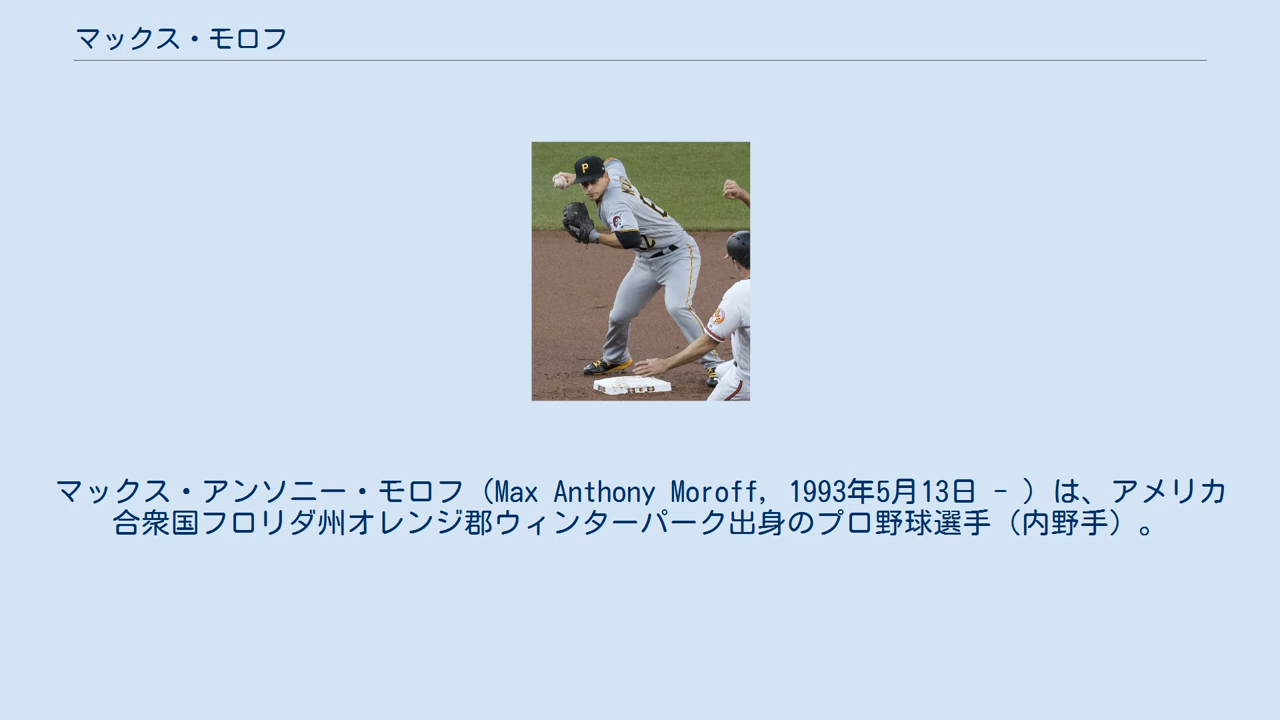 マックス・モロフ
P
マックス・アンソニー・モロフ（Max Anthony Moroff, 1993年5月13日 - ）は、アメリカ
合衆国フロリダ州オレンジ郡ウィンターパーク出身のプロ野球選手（内野手）。